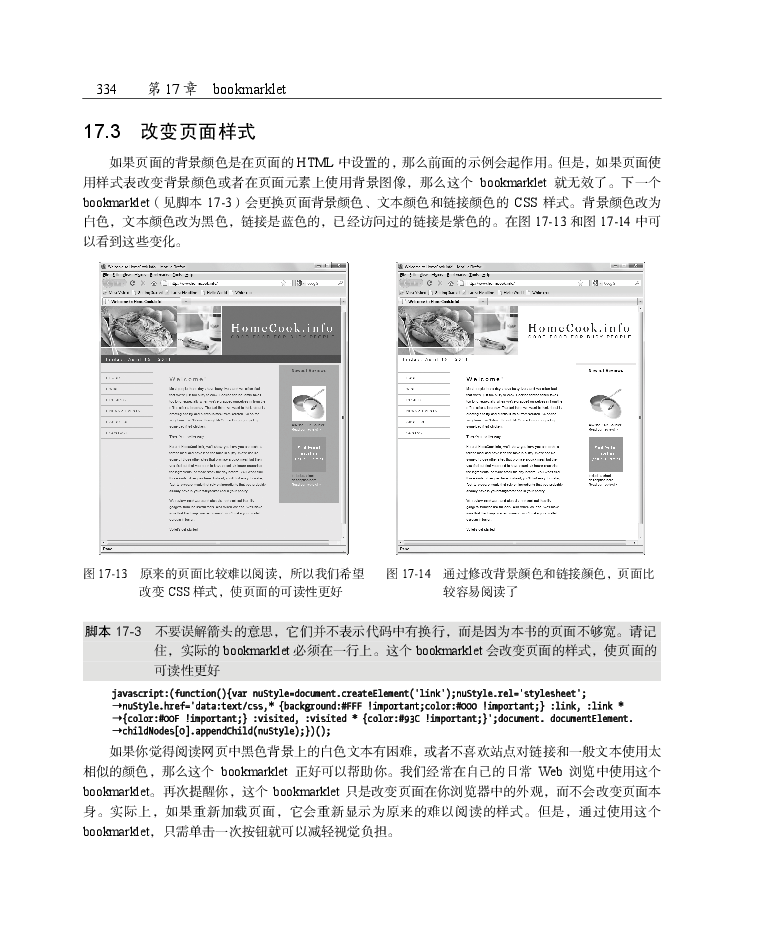 334 第 17 章 bookmarklet
17.3 改变页面样式
如果页面的背景颜色是在页面的 HTML 中设置的，那么前面的示例会起作用。但是，如果页面使
用样式表改变背景颜色或者在页面元素上使用背景图像，那么这个 bookmarklet 就无效了。下一个
bookmarklet（见脚本 17-3）会更换页面背景颜色、文本颜色和链接颜色的 CSS 样式。背景颜色改为
白色，文本颜色改为黑色，链接是蓝色的，已经访问过的链接是紫色的。在图 17-13 和图 17-14 中可
以看到这些变化。
HomeCook.info
GOOD FOOD FOR BUSY PEOPLE
Newest Reviews
Welcome
HomeCook.info
GOOD FOOD FOR BUSY PEOPLE
Newest Reviews
Welcome
图 17-13 原来的页面比较难以阅读，所以我们希望
改变 CSS 样式，使页面的可读性更好
图 17-14 通过修改背景颜色和链接颜色，页面比
较容易阅读了
脚本 17-3 不要误解箭头的意思，它们并不表示代码中有换行，而是因为本书的页面不够宽。请记
住，实际的 bookmarklet 必须在一行上。这个 bookmarklet 会改变页面的样式，使页面的
可读性更好
javascript:(function(){var nuStyle=document.createElement('link');nuStyle.rel='stylesheet';
→nuStyle.href='data:text/css,* {background:#FFF !important;color:#000 !important;} :link, :link *
→{color:#00F !important;} :visited, :visited * {color:#93C !important;}';document. documentElement.
→childNodes[0].appendChild(nuStyle);})();
如果你觉得阅读网页中黑色背景上的白色文本有困难，或者不喜欢站点对链接和一般文本使用太
相似的颜色，那么这个 bookmarklet 正好可以帮助你。我们经常在自己的日常 Web 浏览中使用这个
bookmarklet。再次提醒你，这个 bookmarklet 只是改变页面在你浏览器中的外观，而不会改变页面本
身。实际上，如果重新加载页面，它会重新显示为原来的难以阅读的样式。但是，通过使用这个
bookmarklet，只需单击一次按钮就可以减轻视觉负担。